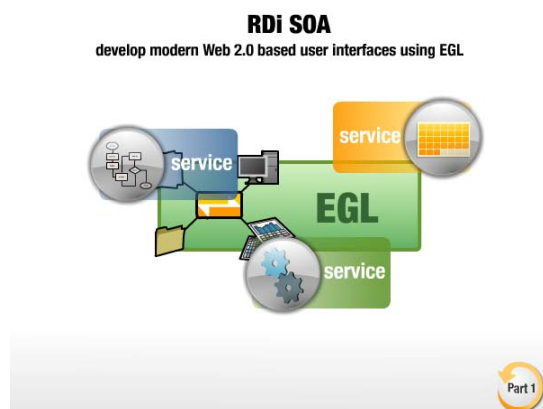 RDi SOA
develop modern Web 2.0 based user interfaces using EGL
service
service
EGL
service
Part 1